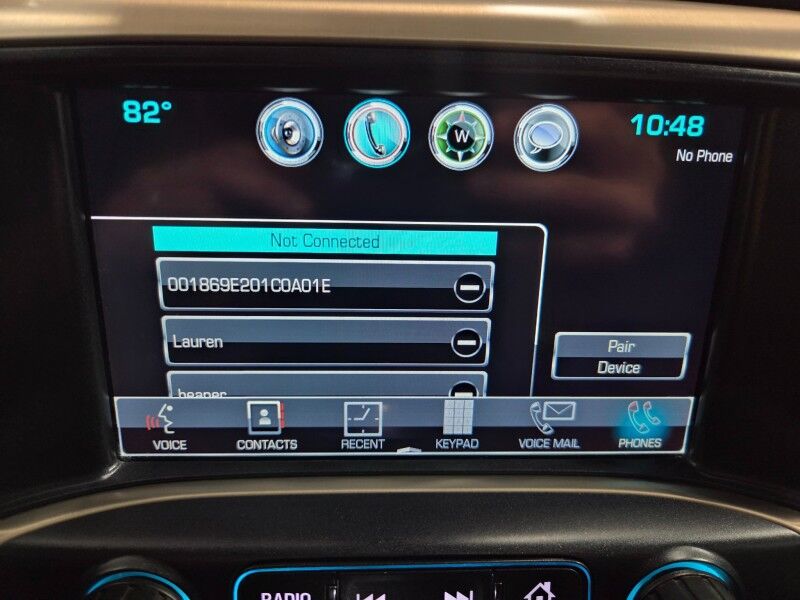 82°
W
10:48
No Phone
Not Connected
001869E201C0A01E
Lauren
heaper
Pair
Device
VOICE
CONTACTS
RECENT
KEYPAD
VOICE MAIL
PHONES
RADIO